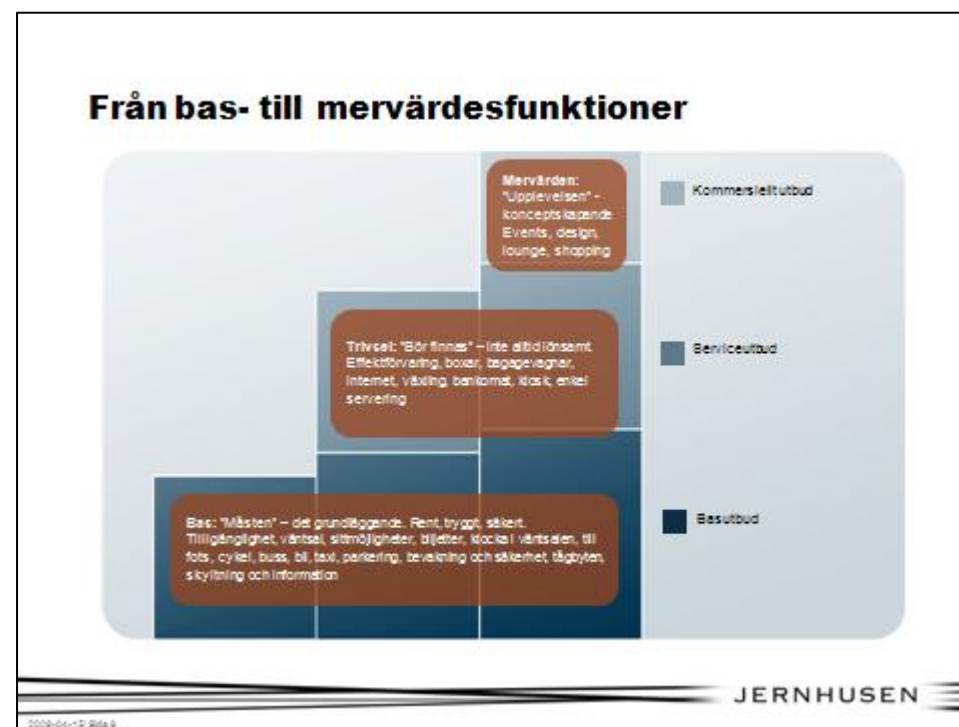 Från bas- till mervärdesfunktioner
Mervärden:
"Upplevelsen" -
konceptskapande
Events, design,
lounge, shopping
Kommersiellt utbud
Trivsel: "Bör finnas" – inte alltid lönsamt.
Effektförvaring, boxar, bagagevagnar,
Internet, växling, bankomat, kiosk, enkel
servering
Serviceutbud
Bas: "Måsten" – det grundläggande. Rent, tryggt, säkert.
Tillgänglighet, väntsal, sittmöjligheter, biljetter, klocka i väntsalen, till
fots, cykel, buss, bil, taxi, parkering, bevakning och säkerhet, tågbyten,
skyltning och information
Basutbud
JERNHUSEN